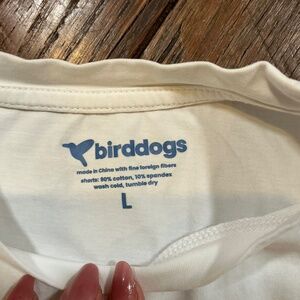 birddogs
made in China with fine foreign fibers
shorts: 90% cotton, 10% spandex
wash cold, tumble dry
L